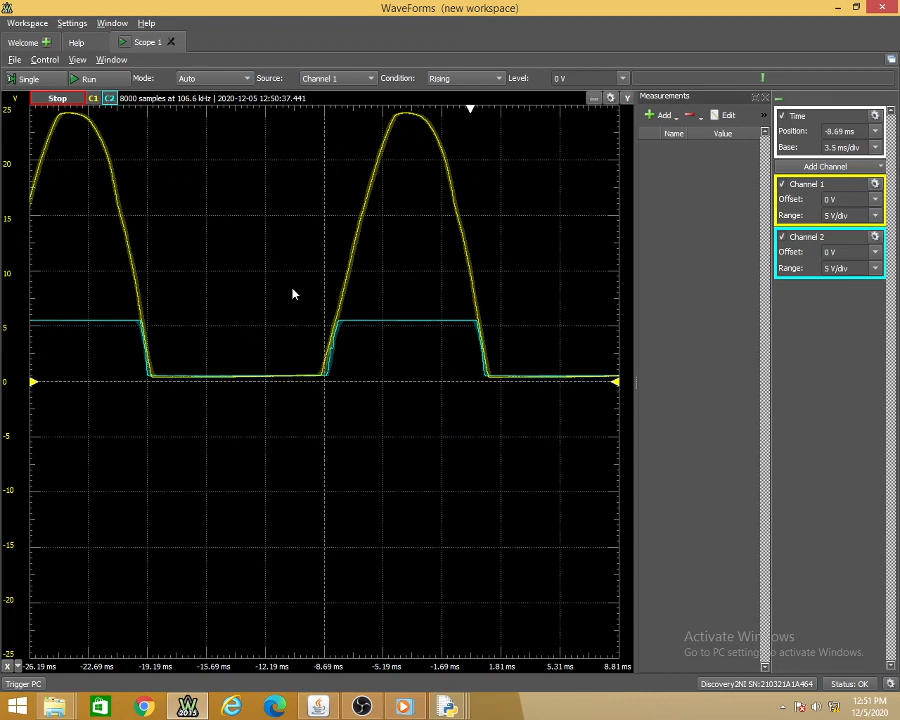 WaveForms (new workspace)
Workspace Settings Window Help
Welcome Help Scope 1
File Control View Window
Single Run Mode: Auto Source: Channel 1 Condition: Rising Level: 0 V
V Stop C1 C2 8000 samples at 106.6 kHz | 2020-12-05 12:50:37.441 Y
Measurements
Add Edit »
Name Value
Time
Position: -8.69 ms
Base: 3.5 ms/div
Add Channel
Channel 1
Offset: 0 V
Range: 5 V/div
Channel 2
Offset: 0 V
Range: 5 V/div
25
20
15
10
5
0
-5
-10
-15
-20
-25
X -26.19 ms -22.69 ms -19.19 ms -15.69 ms -12.19 ms -8.69 ms -5.19 ms -1.69 ms 1.81 ms 5.31 ms 8.81 ms
Activate Windows
Go to PC settings to activate Windows.
Trigger PC Discovery2NI SN:210321A1A464 Status: OK
2015
12:51 PM
12/5/2020